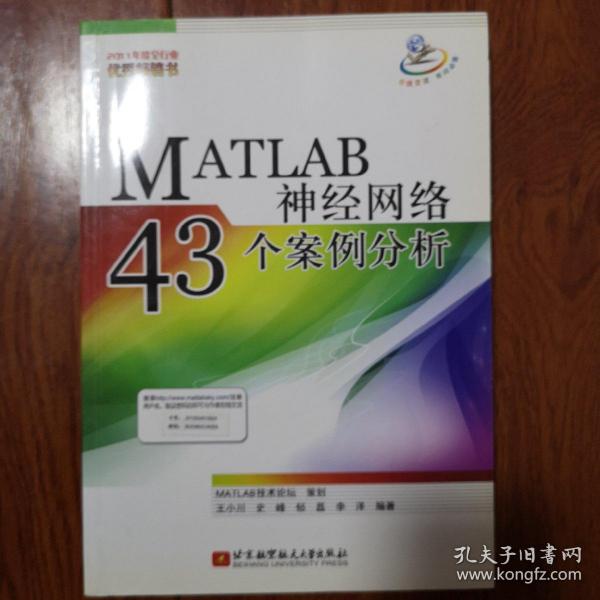 2011年度全行业
优秀畅销书
MATLAB
神经网络
43个案例分析
MATLAB技术论坛 策划
王小川 史峰 郁磊 李洋 编著
北京航空航天大学出版社
BEIHANG UNIVERSITY PRESS
孔夫子旧书网
www.kongfz.com